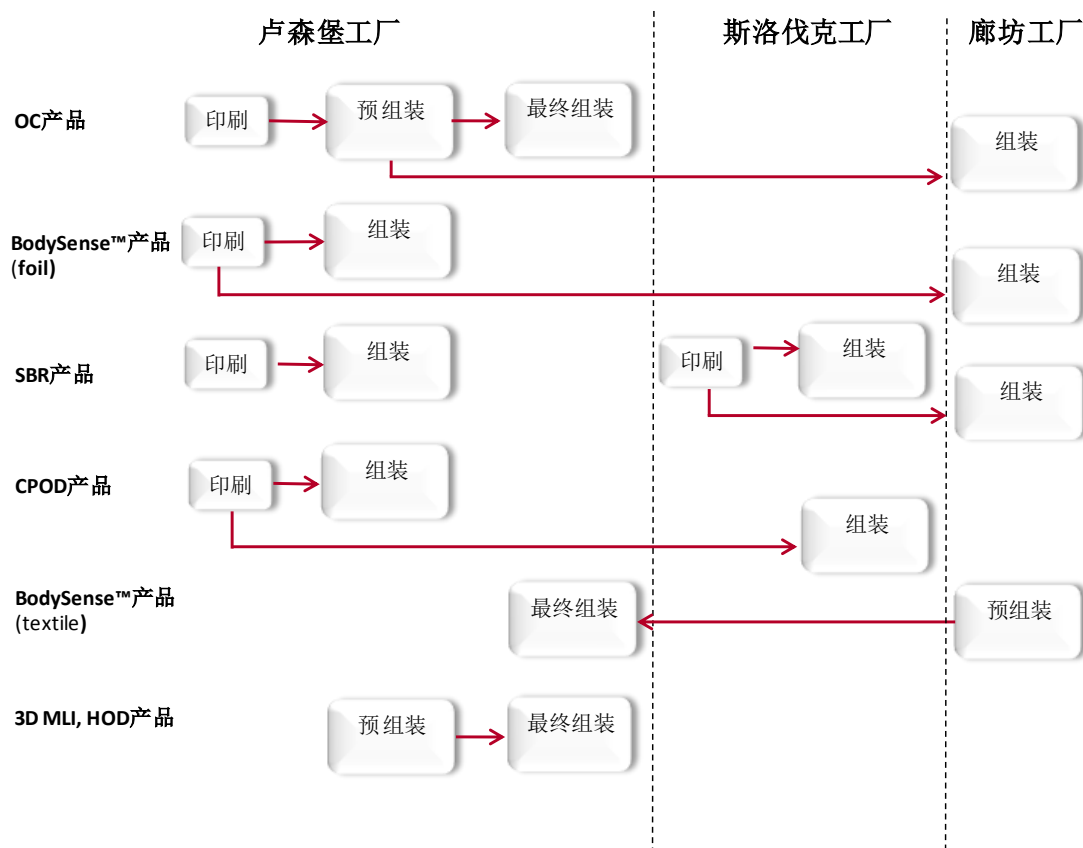 卢森堡工厂 斯洛伐克工厂 廊坊工厂
OC产品 印刷 预组装 最终组装 组装
BodySense™产品
(foil) 印刷 组装 组装
SBR产品 印刷 组装 印刷 组装 组装
CPOD产品 印刷 组装 组装
BodySense™产品
(textile) 最终组装 预组装
3D MLI, HOD产品 预组装 最终组装